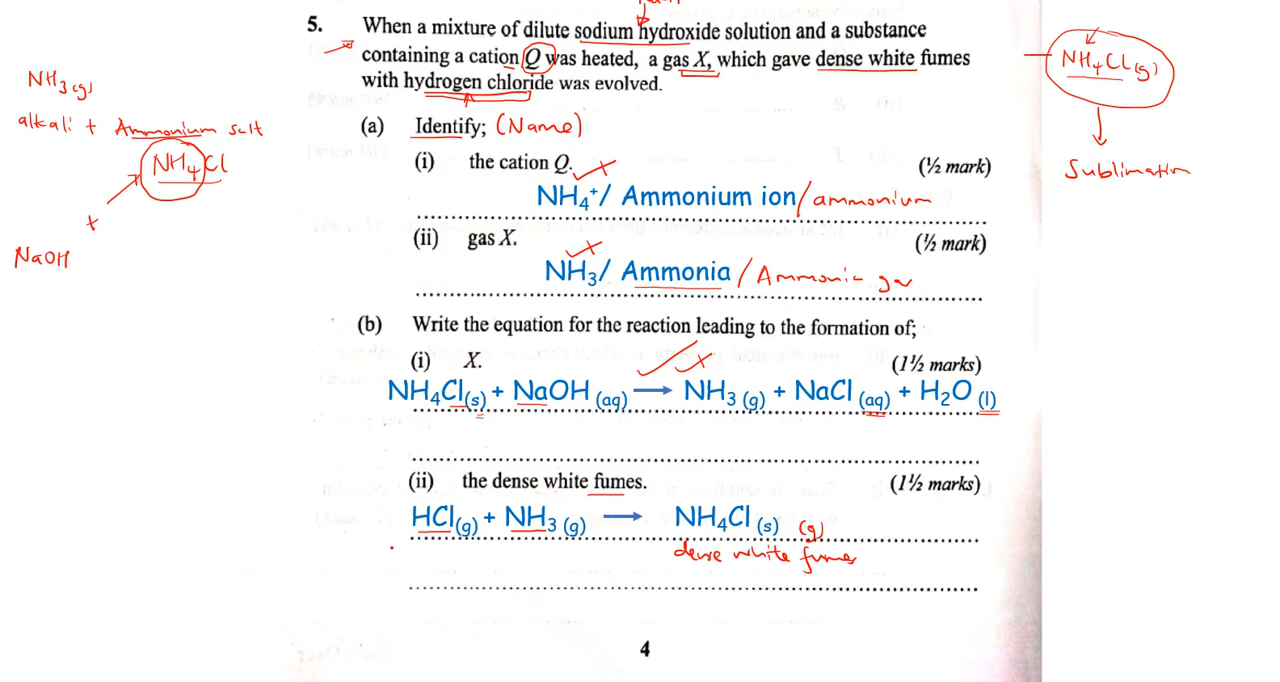 5. When a mixture of dilute sodium hydroxide solution and a substance
containing a cation Q was heated, a gas X, which gave dense white fumes
with hydrogen chloride was evolved.
NH₄Cl(g)
Sublimation
NH₃(g)
alkali + Ammonium salt
NH₄Cl
+
NaOH
(a) Identify; (Name)
(i) the cation Q. (½ mark)
NH₄⁺/ Ammonium ion/ammonium
(ii) gas X. (½ mark)
NH₃/ Ammonia/Ammonia gas
(b) Write the equation for the reaction leading to the formation of;
(i) X. (1½ marks)
NH₄Cl(s) + NaOH (aq) → NH₃ (g) + NaCl (aq) + H₂O (l)
(ii) the dense white fumes. (1½ marks)
HCl(g) + NH₃ (g) → NH₄Cl (s) (g)
dense white fumes
4